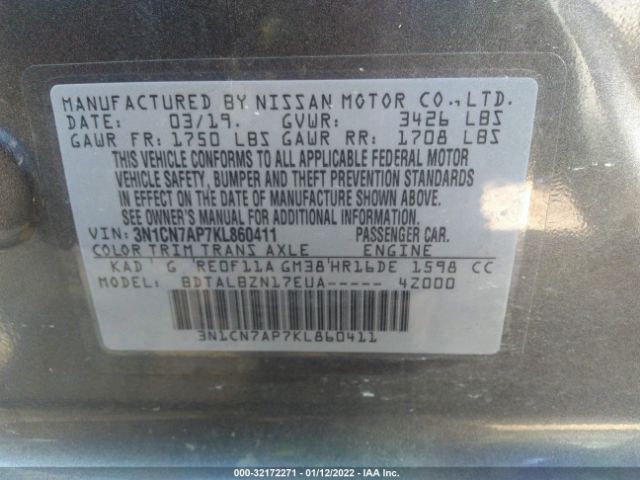 MANUFACTURED BY NISSAN MOTOR CO., LTD.
DATE: 03/19. GVWR: 3426 LBS
GAWR FR: 1750 LBS GAWR RR: 1708 LBS
THIS VEHICLE CONFORMS TO ALL APPLICABLE FEDERAL MOTOR
VEHICLE SAFETY, BUMPER AND THEFT PREVENTION STANDARDS
IN EFFECT ON THE DATE OF MANUFACTURE SHOWN ABOVE.
SEE OWNER'S MANUAL FOR ADDITIONAL INFORMATION.
VIN: 3N1CN7AP7KL860411 PASSENGER CAR.
COLOR TRIM TRANS AXLE ENGINE
KAD G RE0F11A GM38 HR16DE 1598 CC
BDTALBZN17EUA----- 4Z000
3N1CN7AP7KL860411
000-32172271 - 01/12/2022 - IAA Inc.